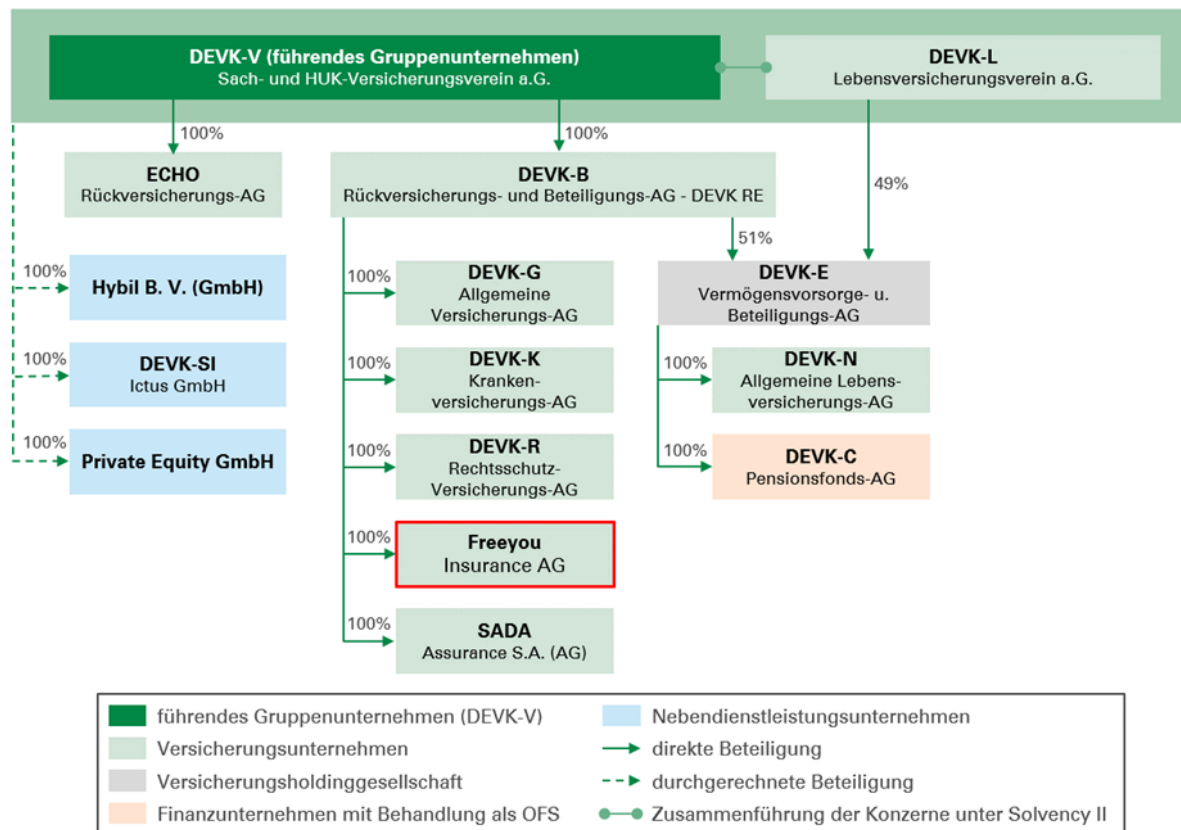 DEVK-V (führendes Gruppenunternehmen)
Sach- und HUK-Versicherungsverein a.G.
DEVK-L
Lebensversicherungsverein a.G.
100%
100%
49%
ECHO
Rückversicherungs-AG
DEVK-B
Rückversicherungs- und Beteiligungs-AG - DEVK RE
51%
100%
Hybil B. V. (GmbH)
100%
DEVK-SI
Ictus GmbH
100%
Private Equity GmbH
100%
DEVK-G
Allgemeine
Versicherungs-AG
100%
DEVK-K
Kranken-
versicherungs-AG
100%
DEVK-R
Rechtsschutz-
Versicherungs-AG
100%
Freeyou
Insurance AG
100%
SADA
Assurance S.A. (AG)
DEVK-E
Vermögensvorsorge- u.
Beteiligungs-AG
100%
DEVK-N
Allgemeine Lebens-
versicherungs-AG
100%
DEVK-C
Pensionsfonds-AG
führendes Gruppenunternehmen (DEVK-V)
Versicherungsunternehmen
Versicherungsholdinggesellschaft
Finanzunternehmen mit Behandlung als OFS
Nebendienstleistungsunternehmen
direkte Beteiligung
durchgerechnete Beteiligung
Zusammenführung der Konzerne unter Solvency II